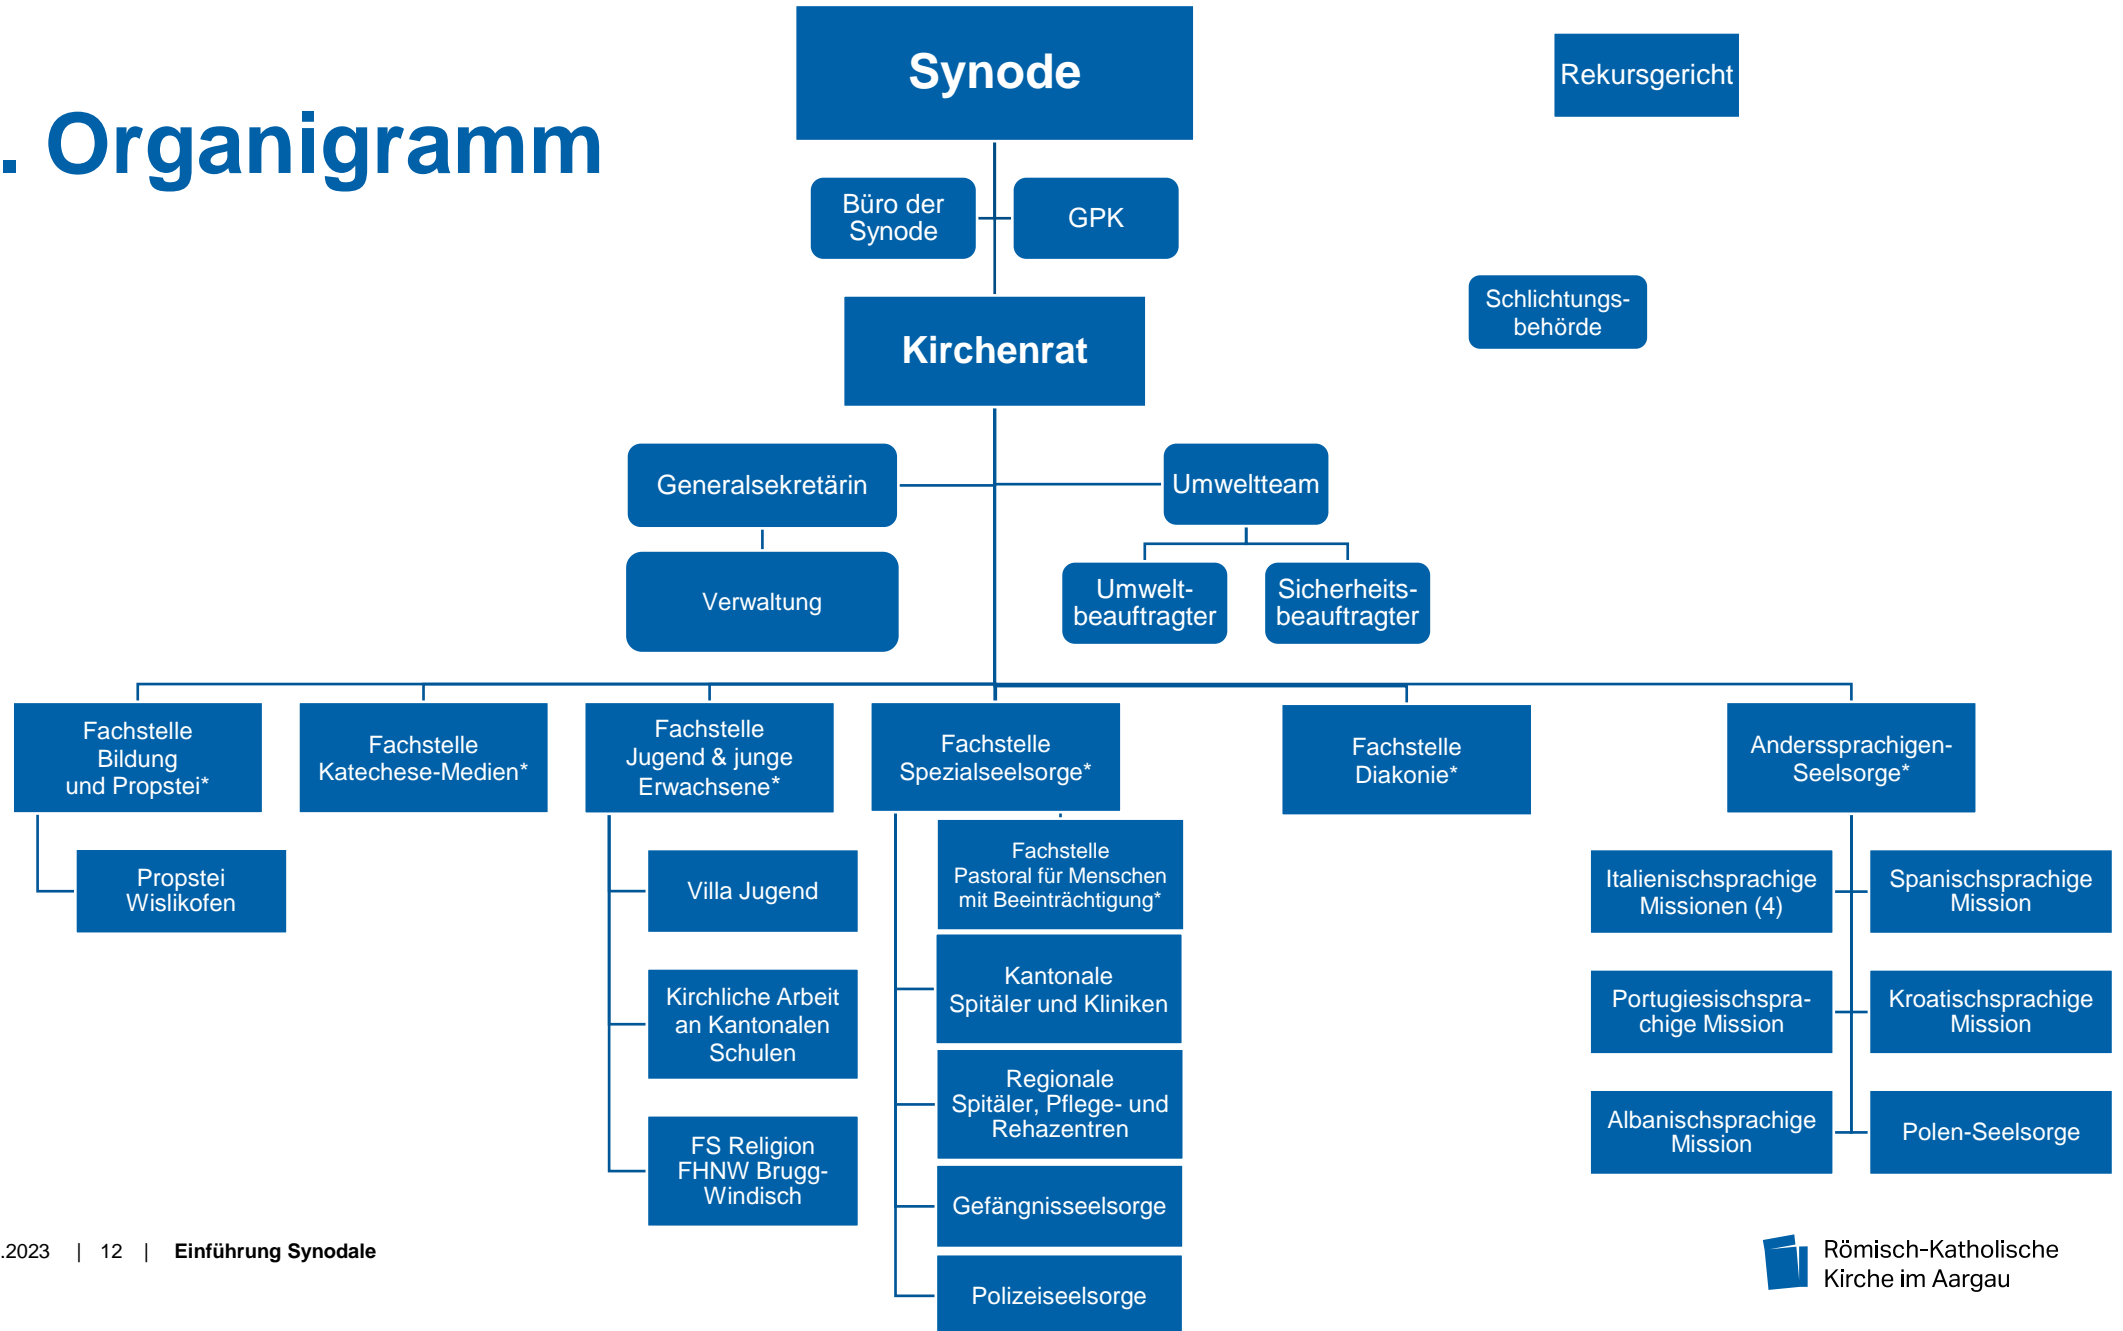 Synode
Rekursgericht
. Organigramm
Büro der
Synode
GPK
Schlichtungs-
behörde
Kirchenrat
Generalsekretärin
Umweltteam
Verwaltung
Umwelt-
beauftragter
Sicherheits-
beauftragter
Fachstelle
Bildung
und Propstei*
Fachstelle
Katechese-Medien*
Fachstelle
Jugend & junge
Erwachsene*
Fachstelle
Spezialseelsorge*
Fachstelle
Diakonie*
Anderssprachigen-
Seelsorge*
Propstei
Wislikofen
Villa Jugend
Kirchliche Arbeit
an Kantonalen
Schulen
FS Religion
FHNW Brugg-
Windisch
Fachstelle
Pastoral für Menschen
mit Beeinträchtigung*
Kantonale
Spitäler und Kliniken
Regionale
Spitäler, Pflege- und
Rehazentren
Gefängnisseelsorge
Polizeiseelsorge
Italienischsprachige
Missionen (4)
Spanischsprachige
Mission
Portugiesischspra-
chige Mission
Kroatischsprachige
Mission
Albanischsprachige
Mission
Polen-Seelsorge
.2023 | 12 | Einführung Synodale
Römisch-Katholische
Kirche im Aargau